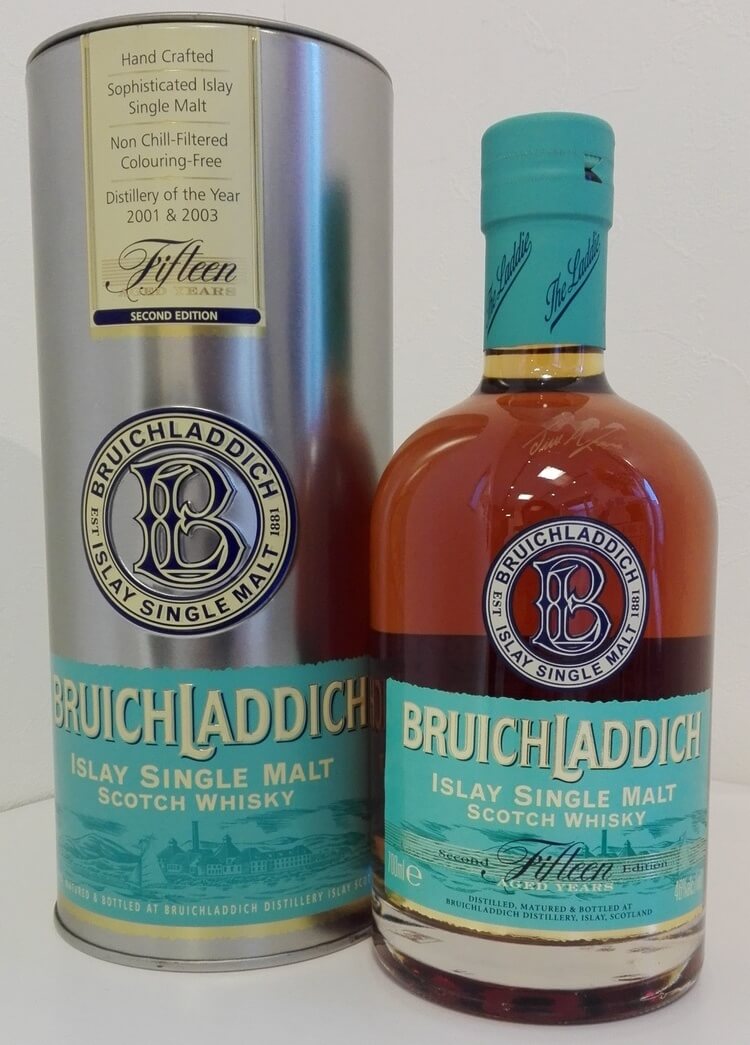 Hand Crafted
Sophisticated Islay
Single Malt
Non Chill-Filtered
Colouring-Free
Distillery of the Year
2001 & 2003
Fifteen
AGED YEARS
SECOND EDITION
BRUICHLADDICH
EST
1881
ISLAY SINGLE MALT
BRUICHLADDICH
ISLAY SINGLE MALT
SCOTCH WHISKY
MATURED & BOTTLED AT BRUICHLADDICH DISTILLERY ISLAY
The Laddie
The Laddie
BRUICHLADDICH
EST
1881
ISLAY SINGLE MALT
BRUICHLADDICH
ISLAY SINGLE MALT
SCOTCH WHISKY
Second Fifteen Edition
AGED YEARS
700ml e
DISTILLED, MATURED & BOTTLED AT
BRUICHLADDICH DISTILLERY, ISLAY, SCOTLAND